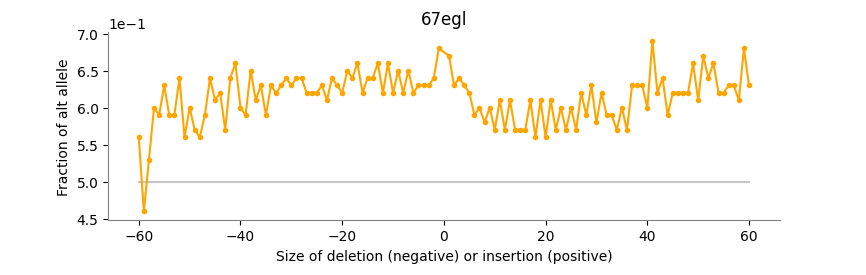 67egl
1e−1
7.0
6.5
6.0
5.5
5.0
4.5
Fraction of alt allele
−60 −40 −20 0 20 40 60
Size of deletion (negative) or insertion (positive)